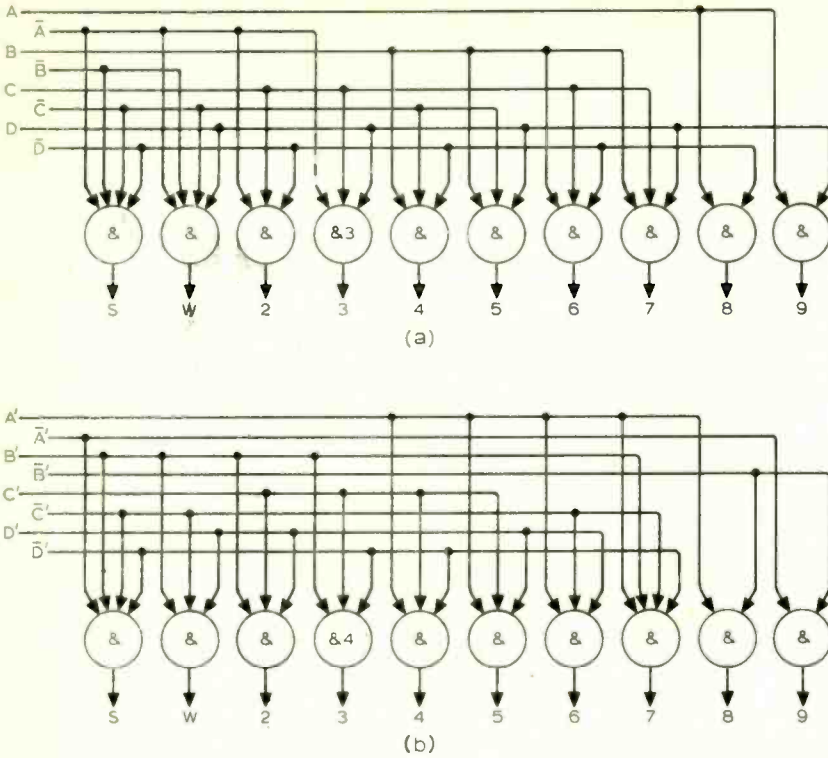 A
Ā
B
B̄
C
C̄
D
D̄
& & & &3 & & & & & &
S W 2 3 4 5 6 7 8 9
(a)
A'
Ā'
B'
B̄'
C'
C̄'
D'
D̄'
& & & &4 & & & & & &
S W 2 3 4 5 6 7 8 9
(b)